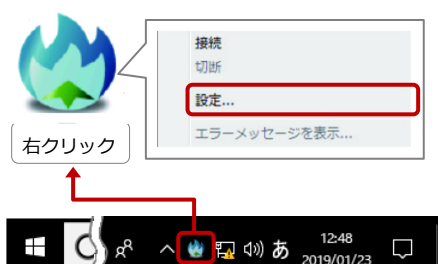 接続
切断
設定...
エラーメッセージを表示...
右クリック
あ
12:48
2019/01/23